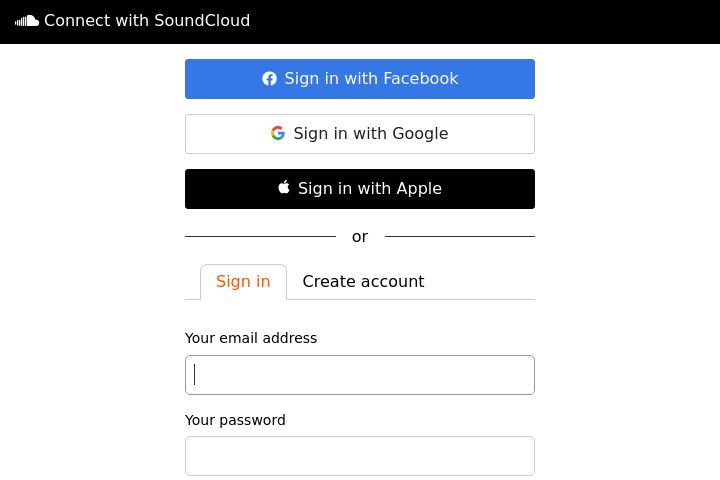 Connect with SoundCloud
Sign in with Facebook
Sign in with Google
Sign in with Apple
or
Sign in Create account
Your email address
Your password